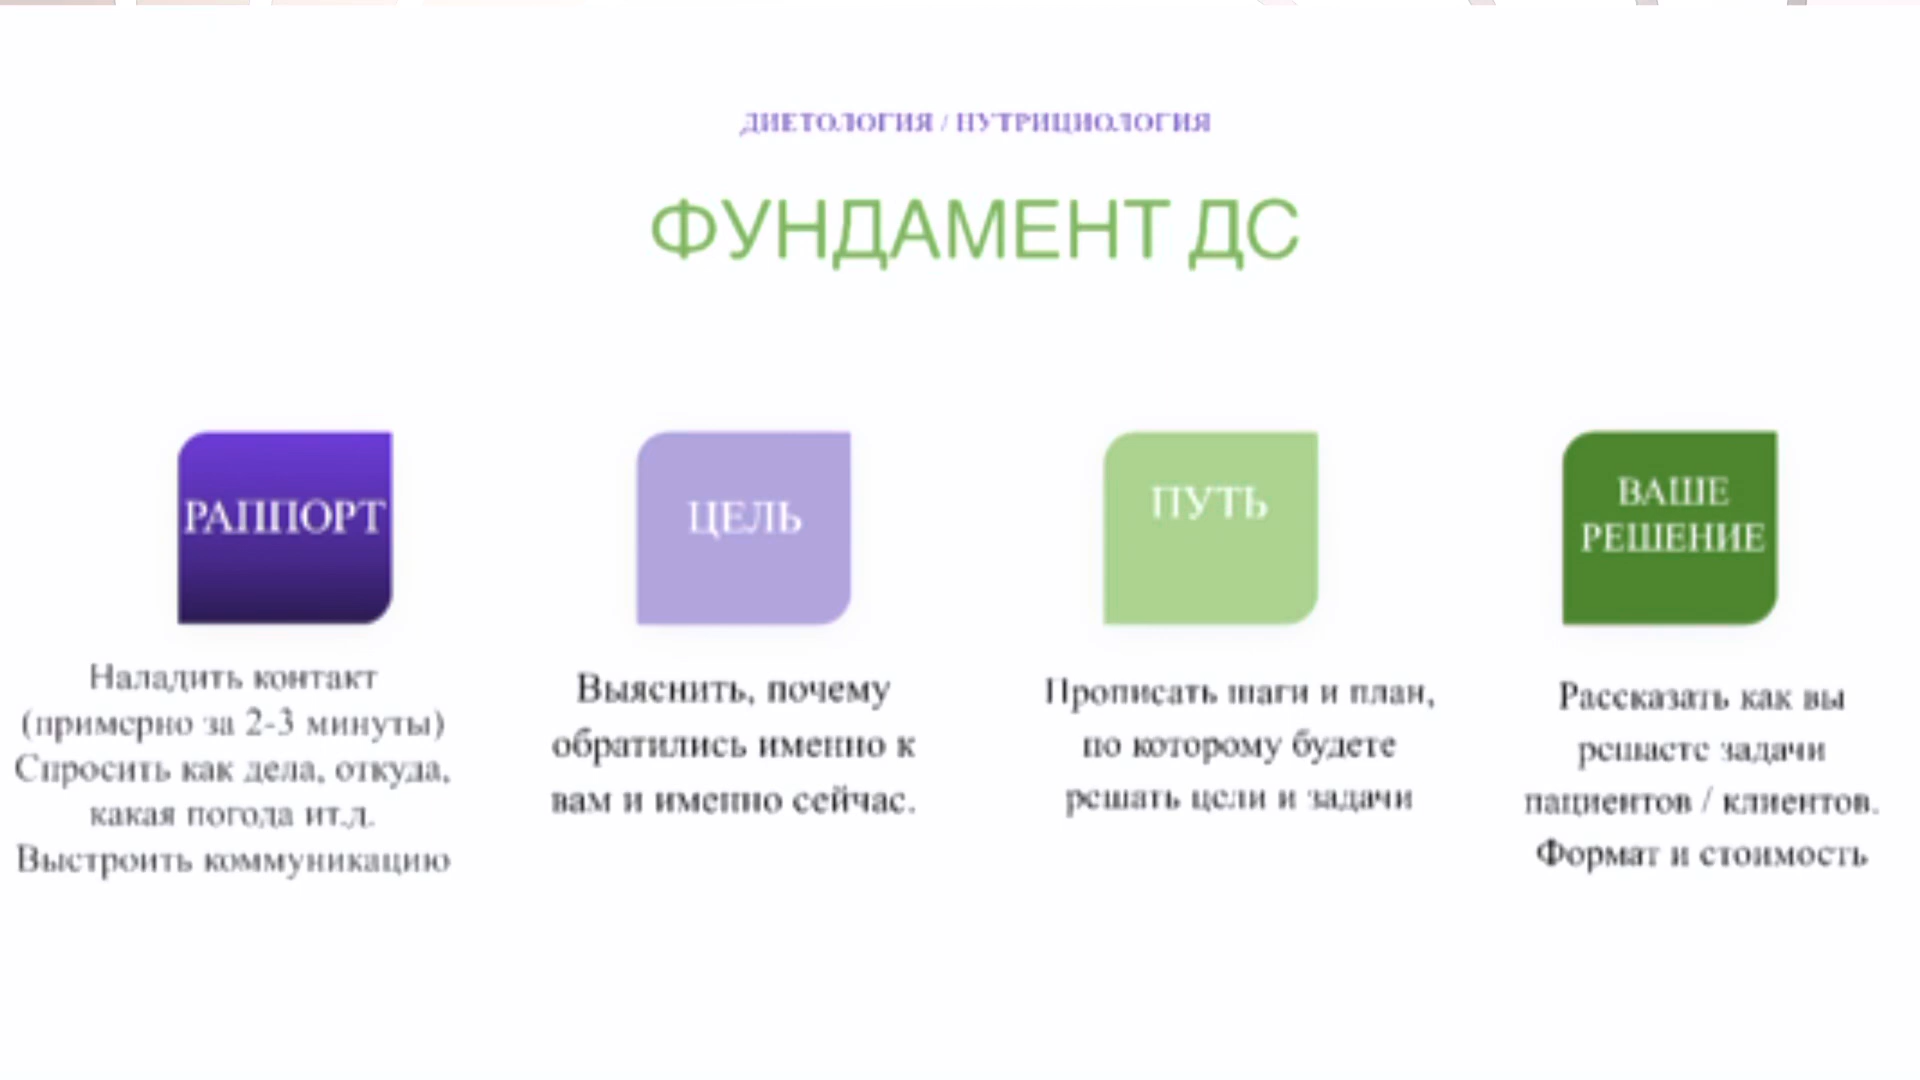 ДИЕТОЛОГИЯ / НУТРИЦИОЛОГИЯ
ФУНДАМЕНТ ДС
РАППОРТ
Наладить контакт
(примерно за 2-3 минуты)
Спросить как дела, откуда,
какая погода ит.д.
Выстроить коммуникацию
ЦЕЛЬ
Выяснить, почему
обратились именно к
вам и именно сейчас.
ПУТЬ
Прописать шаги и план,
по которому будете
решать цели и задачи
ВАШЕ
РЕШЕНИЕ
Рассказать как вы
решаете задачи
пациентов / клиентов.
Формат и стоимость